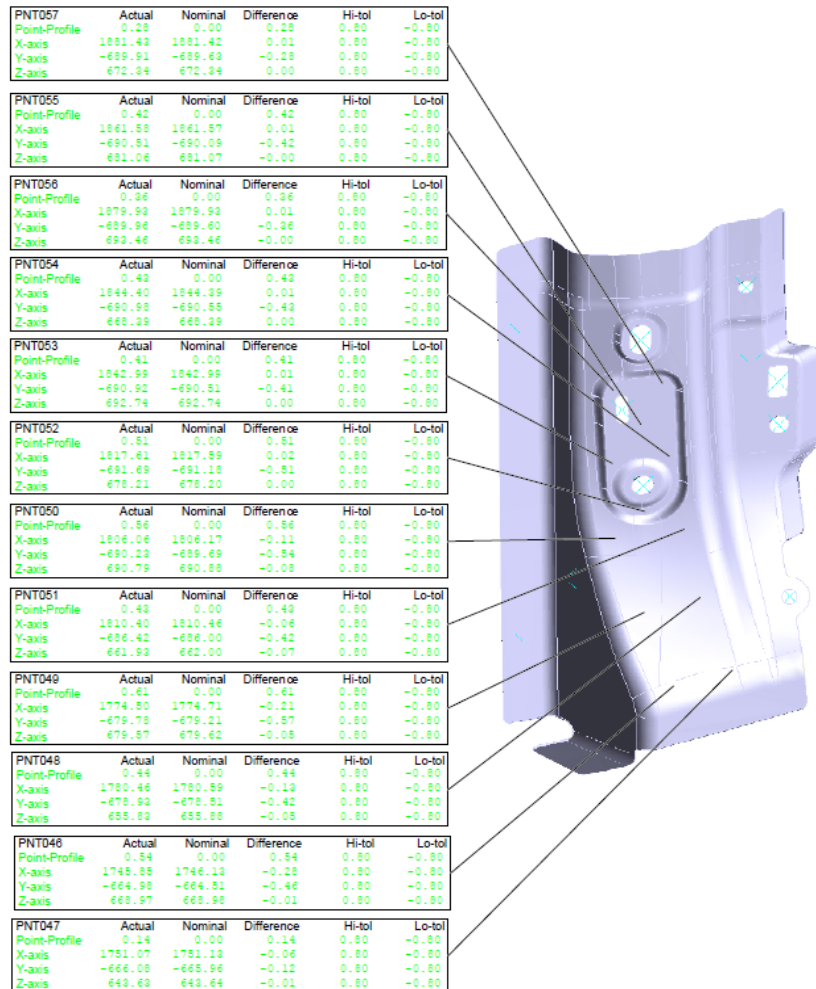 PNT057 Actual Nominal Difference Hi-tol Lo-tol
Point-Profile 0.28 0.00 0.28 0.80 -0.80
X-axis 1881.43 1881.42 0.01 0.80 -0.80
Y-axis -689.91 -689.63 -0.28 0.80 -0.80
Z-axis 672.34 672.34 0.00 0.80 -0.80
PNT055 Actual Nominal Difference Hi-tol Lo-tol
Point-Profile 0.42 0.00 0.42 0.80 -0.80
X-axis 1861.58 1861.57 0.01 0.80 -0.80
Y-axis -690.51 -690.09 -0.42 0.80 -0.80
Z-axis 681.06 681.07 -0.00 0.80 -0.80
PNT056 Actual Nominal Difference Hi-tol Lo-tol
Point-Profile 0.36 0.00 0.36 0.80 -0.80
X-axis 1879.93 1879.93 0.01 0.80 -0.80
Y-axis -689.96 -689.60 -0.36 0.80 -0.80
Z-axis 693.46 693.46 -0.00 0.80 -0.80
PNT054 Actual Nominal Difference Hi-tol Lo-tol
Point-Profile 0.43 0.00 0.43 0.80 -0.80
X-axis 1844.40 1844.39 0.01 0.80 -0.80
Y-axis -690.98 -690.55 -0.43 0.80 -0.80
Z-axis 668.39 668.39 0.00 0.80 -0.80
PNT053 Actual Nominal Difference Hi-tol Lo-tol
Point-Profile 0.41 0.00 0.41 0.80 -0.80
X-axis 1842.99 1842.99 0.01 0.80 -0.80
Y-axis -690.92 -690.51 -0.41 0.80 -0.80
Z-axis 692.74 692.74 0.00 0.80 -0.80
PNT052 Actual Nominal Difference Hi-tol Lo-tol
Point-Profile 0.51 0.00 0.51 0.80 -0.80
X-axis 1817.61 1817.59 0.02 0.80 -0.80
Y-axis -691.69 -691.18 -0.51 0.80 -0.80
Z-axis 678.21 678.20 0.00 0.80 -0.80
PNT050 Actual Nominal Difference Hi-tol Lo-tol
Point-Profile 0.56 0.00 0.56 0.80 -0.80
X-axis 1806.06 1806.17 -0.11 0.80 -0.80
Y-axis -690.23 -689.69 -0.54 0.80 -0.80
Z-axis 690.79 690.88 -0.08 0.80 -0.80
PNT051 Actual Nominal Difference Hi-tol Lo-tol
Point-Profile 0.43 0.00 0.43 0.80 -0.80
X-axis 1810.40 1810.46 -0.06 0.80 -0.80
Y-axis -686.42 -686.00 -0.42 0.80 -0.80
Z-axis 661.93 662.00 -0.07 0.80 -0.80
PNT049 Actual Nominal Difference Hi-tol Lo-tol
Point-Profile 0.61 0.00 0.61 0.80 -0.80
X-axis 1774.50 1774.71 -0.21 0.80 -0.80
Y-axis -679.78 -679.21 -0.57 0.80 -0.80
Z-axis 679.57 679.62 -0.05 0.80 -0.80
PNT048 Actual Nominal Difference Hi-tol Lo-tol
Point-Profile 0.44 0.00 0.44 0.80 -0.80
X-axis 1780.46 1780.59 -0.13 0.80 -0.80
Y-axis -678.93 -678.51 -0.42 0.80 -0.80
Z-axis 655.83 655.88 -0.05 0.80 -0.80
PNT046 Actual Nominal Difference Hi-tol Lo-tol
Point-Profile 0.54 0.00 0.54 0.80 -0.80
X-axis 1745.85 1746.13 -0.28 0.80 -0.80
Y-axis -664.98 -664.51 -0.46 0.80 -0.80
Z-axis 668.97 668.98 -0.01 0.80 -0.80
PNT047 Actual Nominal Difference Hi-tol Lo-tol
Point-Profile 0.14 0.00 0.14 0.80 -0.80
X-axis 1751.07 1751.13 -0.06 0.80 -0.80
Y-axis -666.08 -665.96 -0.12 0.80 -0.80
Z-axis 643.63 643.64 -0.01 0.80 -0.80